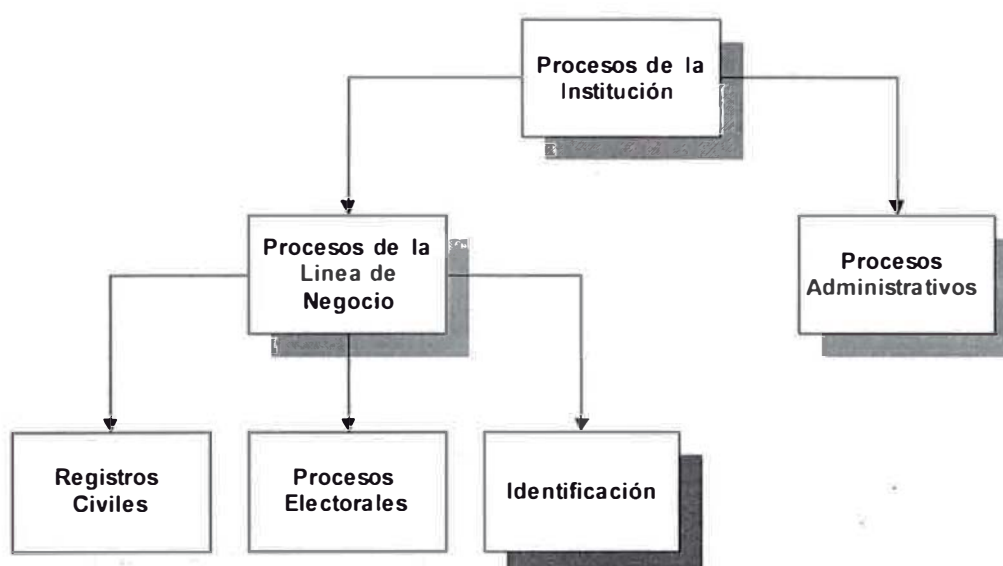 Procesos de la
Institución
Procesos de la
Linea de
Negocio
Procesos
Administrativos
Registros
Civiles
Procesos
Electorales
Identificación